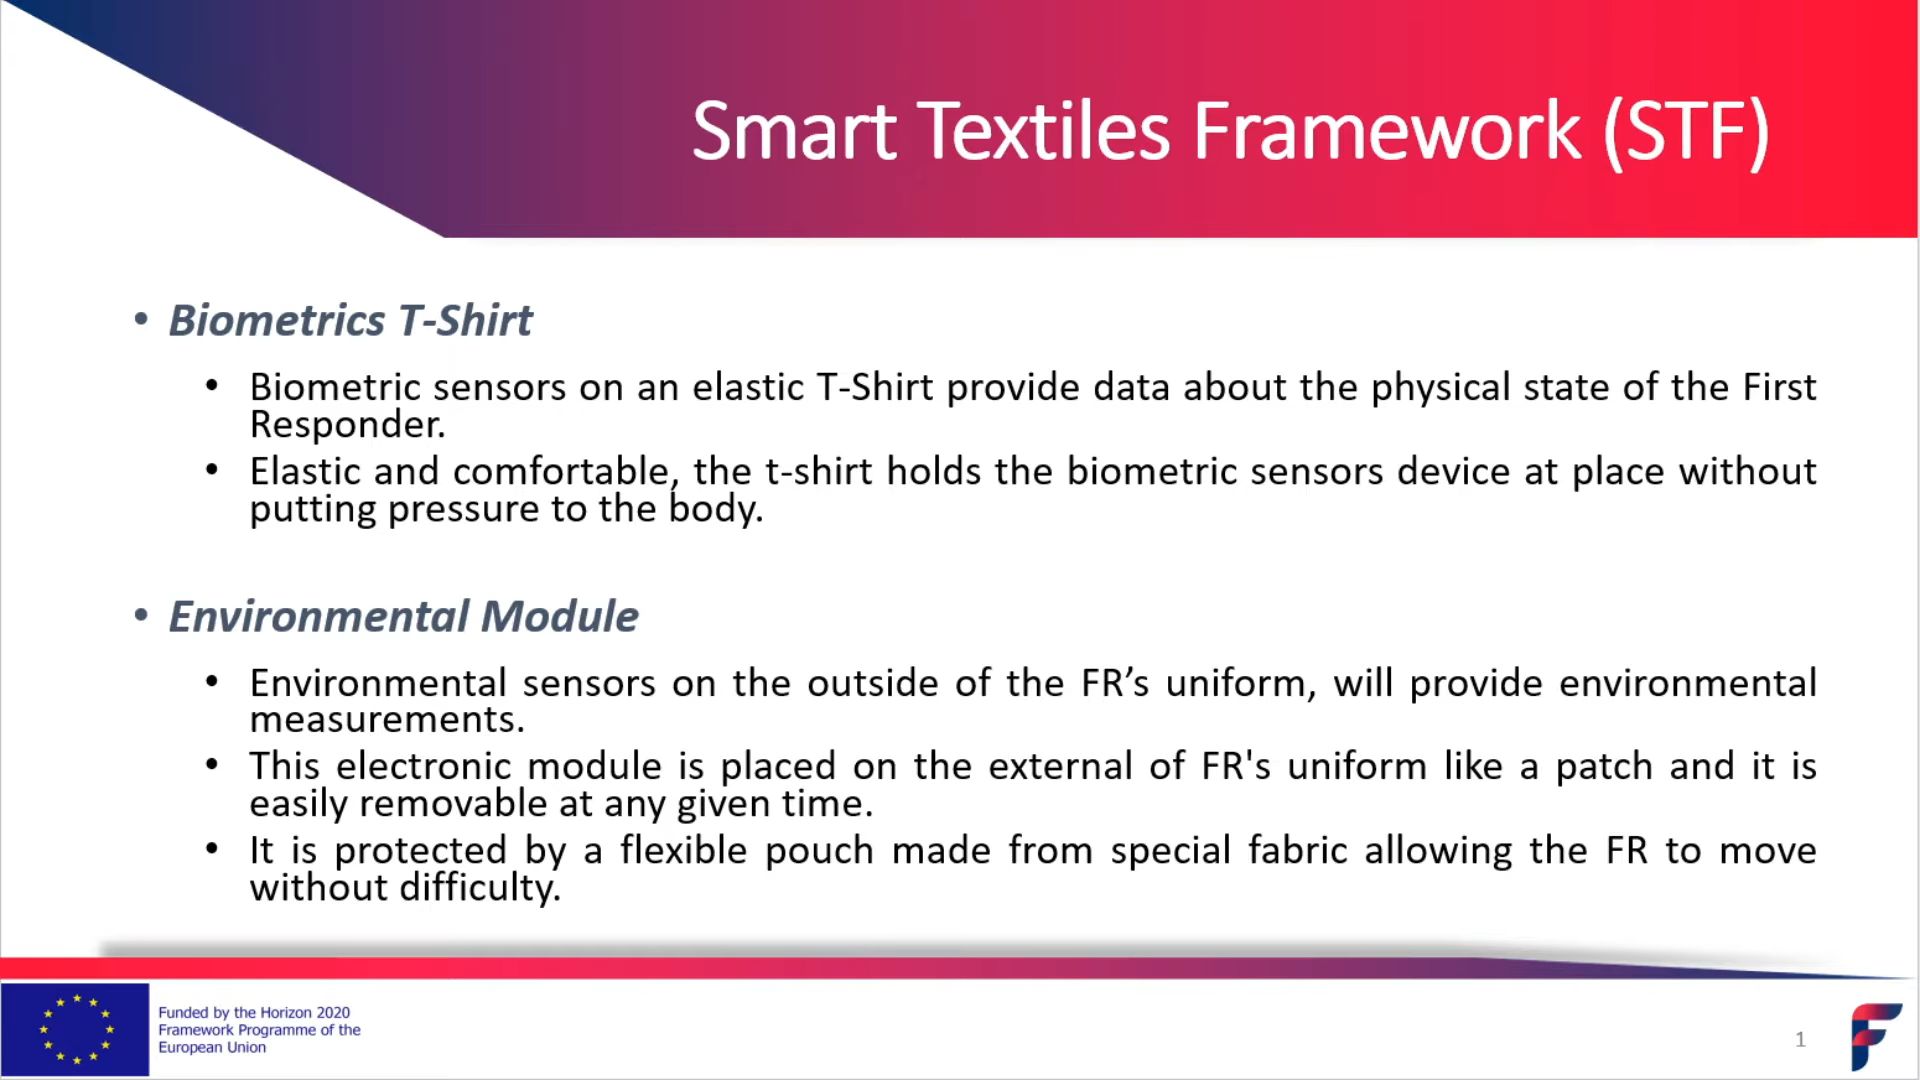 Smart Textiles Framework (STF)
• Biometrics T-Shirt
• Biometric sensors on an elastic T-Shirt provide data about the physical state of the First
Responder.
• Elastic and comfortable, the t-shirt holds the biometric sensors device at place without
putting pressure to the body.
• Environmental Module
• Environmental sensors on the outside of the FR’s uniform, will provide environmental
measurements.
• This electronic module is placed on the external of FR's uniform like a patch and it is
easily removable at any given time.
• It is protected by a flexible pouch made from special fabric allowing the FR to move
without difficulty.
Funded by the Horizon 2020
Framework Programme of the
European Union
1